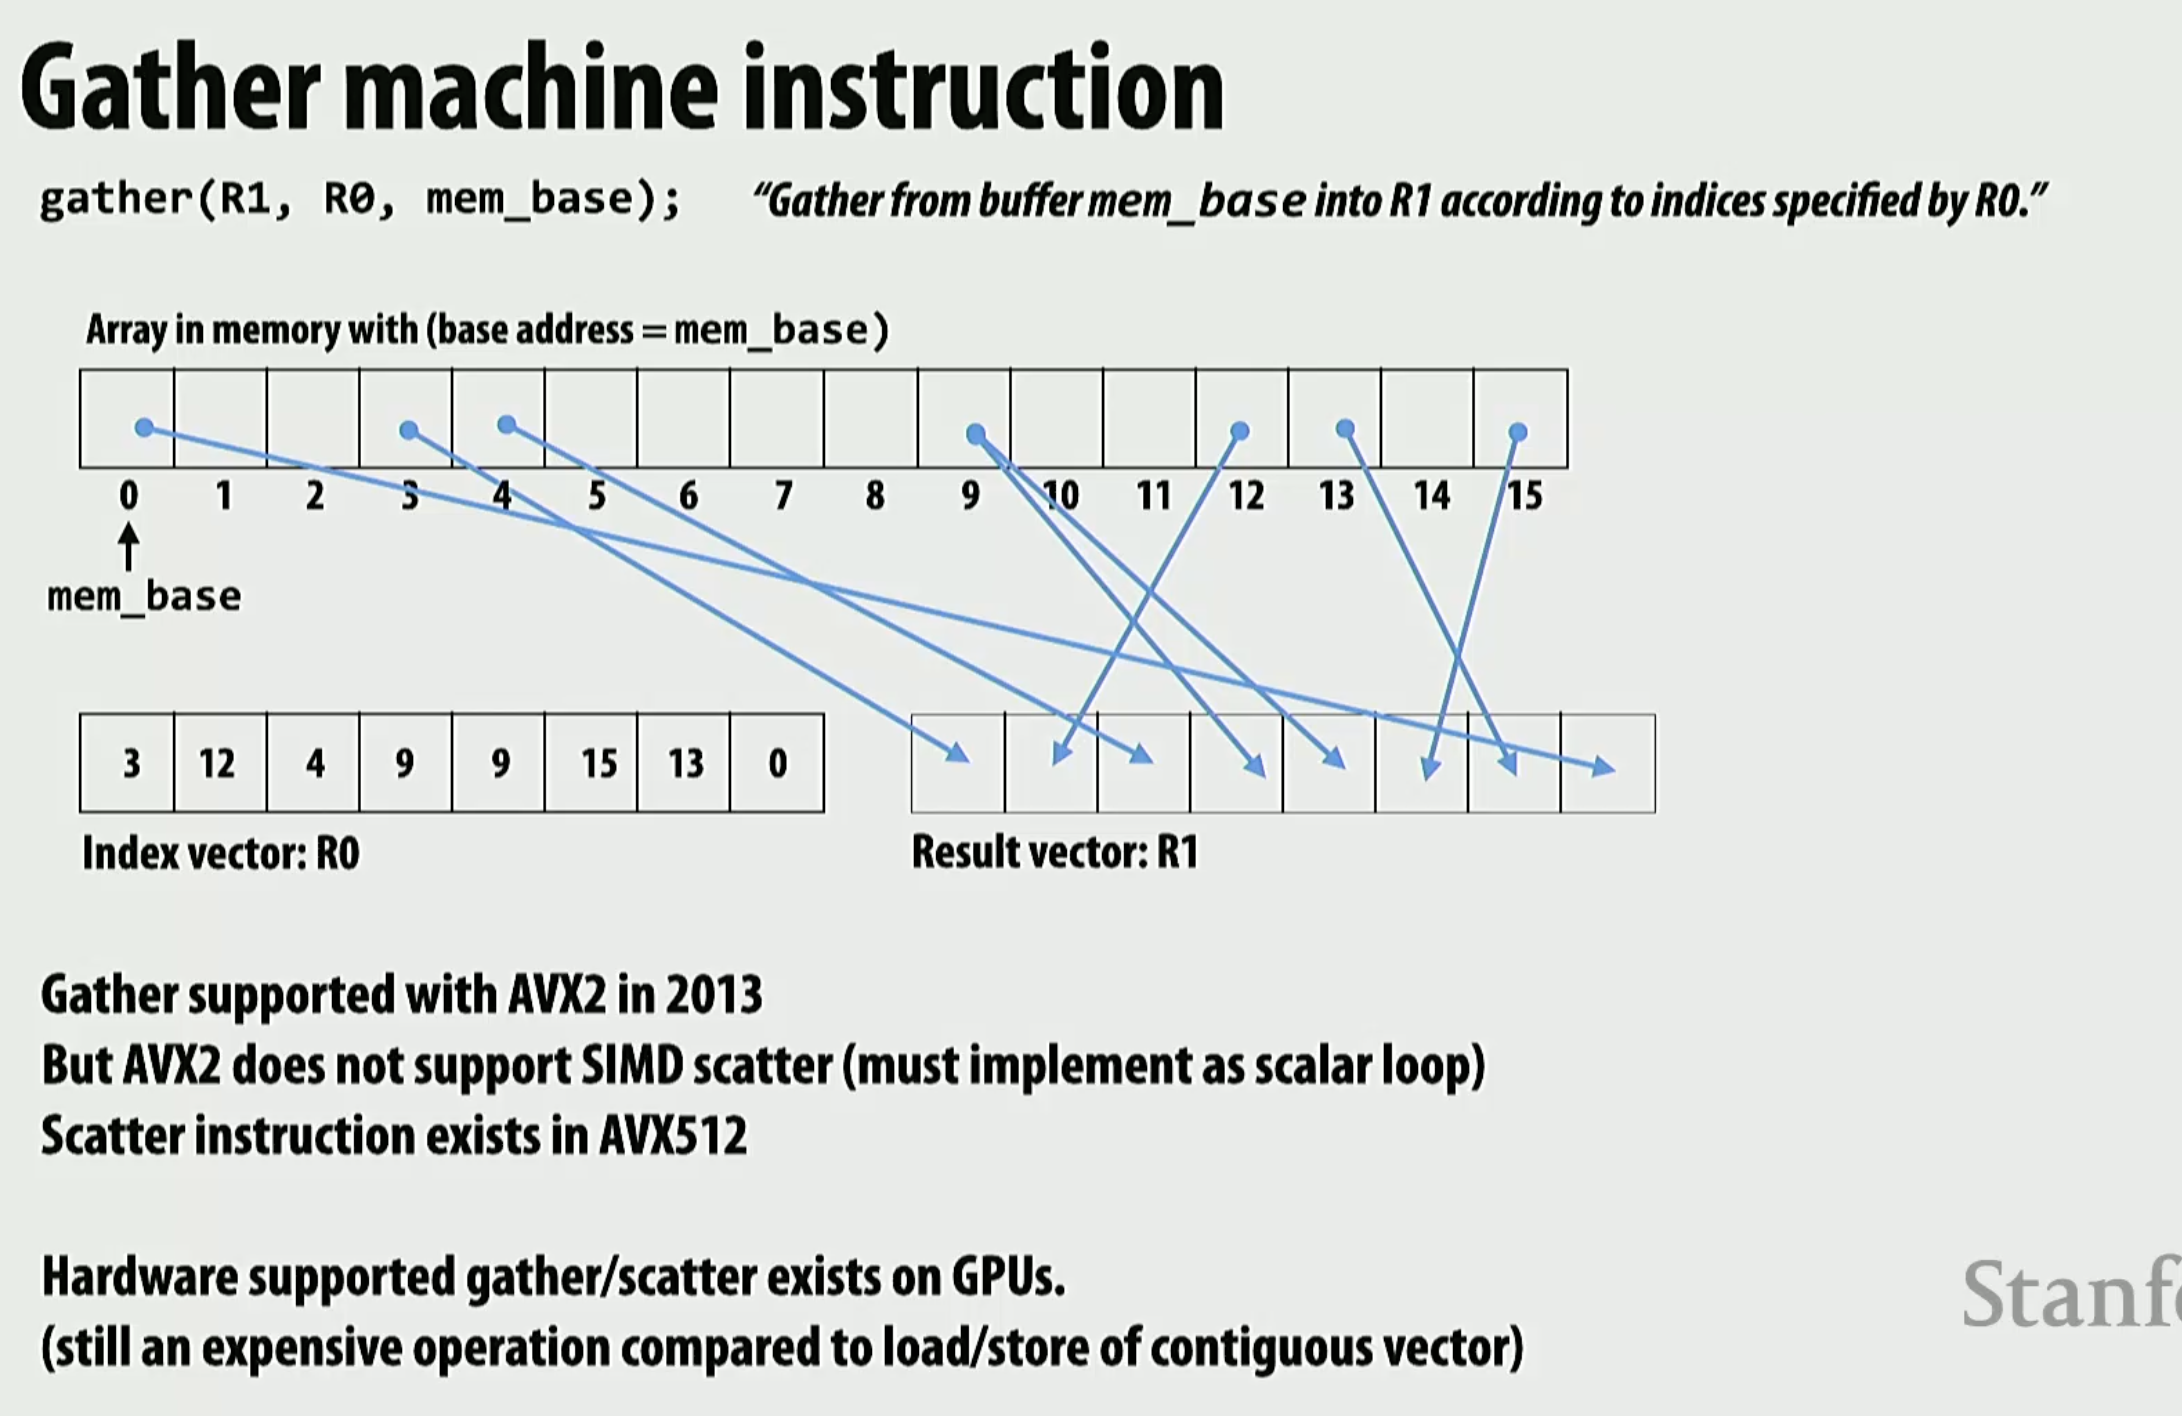 Gather machine instruction
gather(R1, R0, mem_base); “Gather from buffer mem_base into R1 according to indices specified by R0.”
Array in memory with (base address = mem_base)
0 1 2 3 4 5 6 7 8 9 10 11 12 13 14 15
mem_base
3 12 4 9 9 15 13 0
Index vector: R0 Result vector: R1
Gather supported with AVX2 in 2013
But AVX2 does not support SIMD scatter (must implement as scalar loop)
Scatter instruction exists in AVX512
Hardware supported gather/scatter exists on GPUs.
(still an expensive operation compared to load/store of contiguous vector)